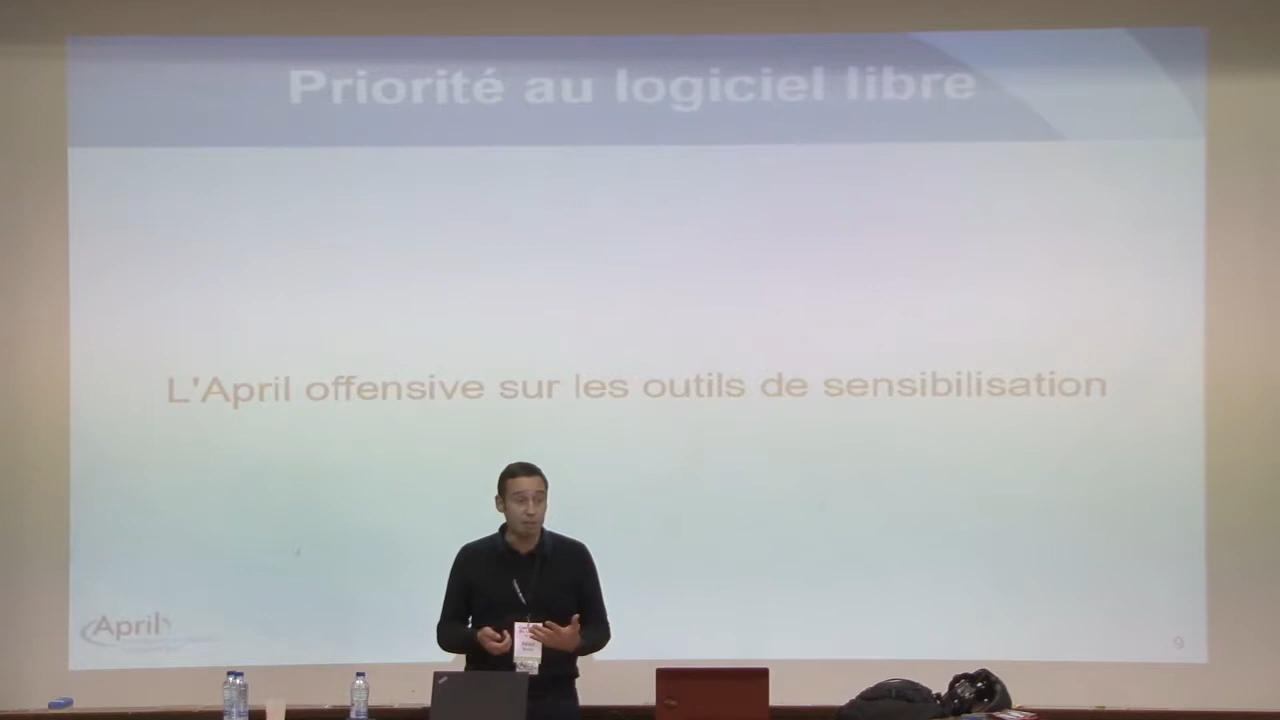 Priorité au logiciel libre
L'April offensive sur les outils de sensibilisation
April
9